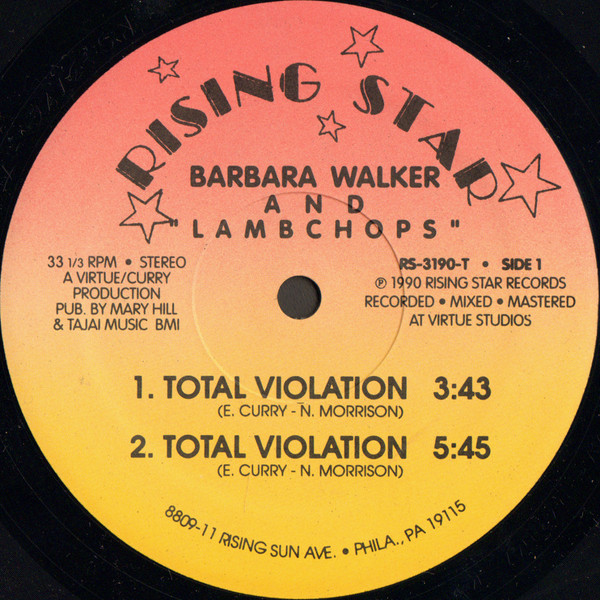 RISING STAR
BARBARA WALKER
AND
"LAMBCHOPS"
33 1/3 RPM • STEREO
A VIRTUE/CURRY
PRODUCTION
PUB. BY MARY HILL
& TAJAI MUSIC BMI
RS-3190-T • SIDE 1
℗ 1990 RISING STAR RECORDS
RECORDED • MIXED • MASTERED
AT VIRTUE STUDIOS
1. TOTAL VIOLATION 3:43
(E. CURRY - N. MORRISON)
2. TOTAL VIOLATION 5:45
(E. CURRY - N. MORRISON)
8809-11 RISING SUN AVE. • PHILA., PA 19115